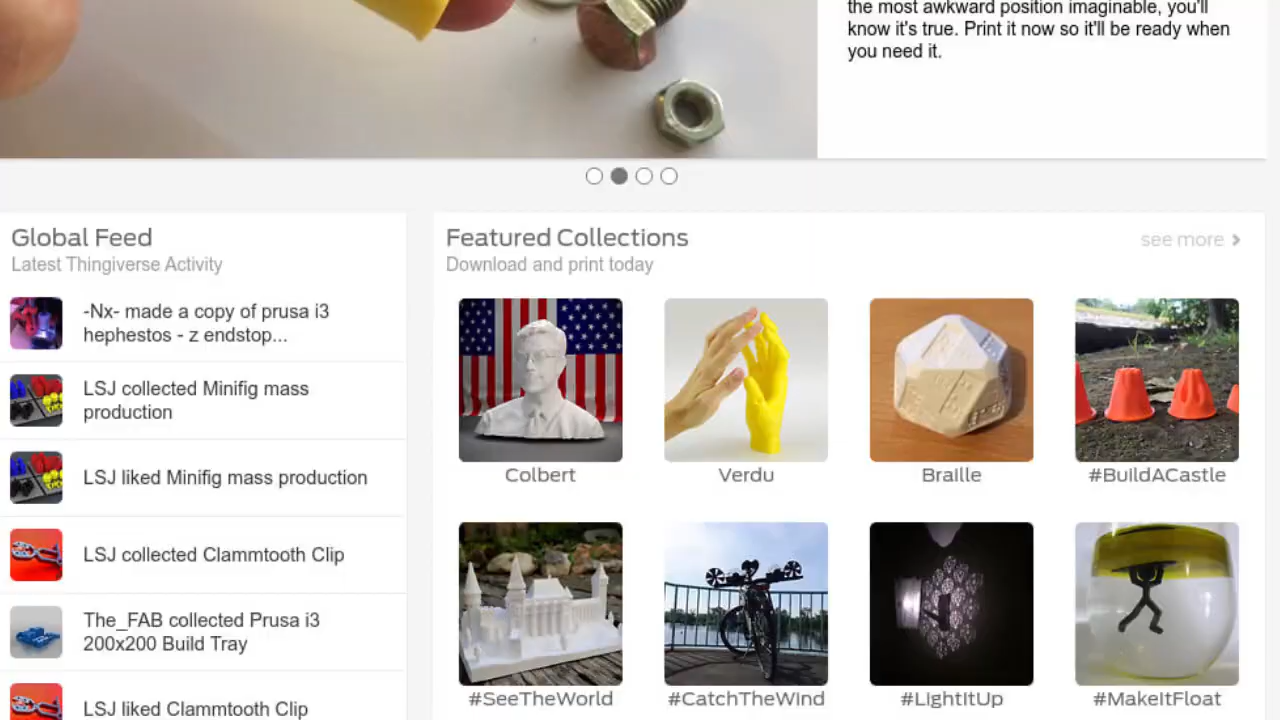 the most awkward position imaginable, you'll
know it's true. Print it now so it'll be ready when
you need it.
Global Feed
Latest Thingiverse Activity
-Nx- made a copy of prusa i3
hephestos - z endstop...
LSJ collected Minifig mass
production
LSJ liked Minifig mass production
LSJ collected Clammtooth Clip
The_FAB collected Prusa i3
200x200 Build Tray
LSJ liked Clammtooth Clip
Featured Collections
see more
Download and print today
Colbert
Verdu
Braille
#BuildACastle
#SeeTheWorld
#CatchTheWind
#LightItUp
#MakeItFloat